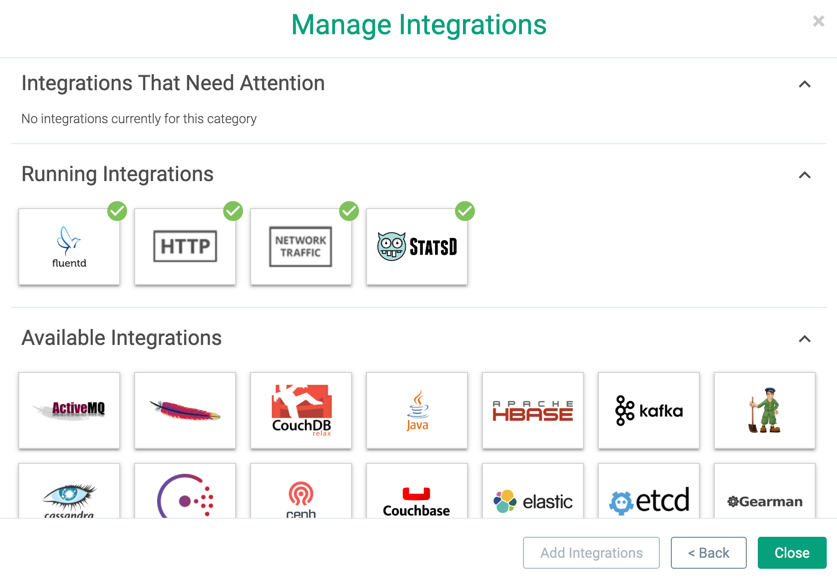 Manage Integrations
×
Integrations That Need Attention
No integrations currently for this category
Running Integrations
fluentd
HTTP
NETWORK
TRAFFIC
STATSD
Available Integrations
ActiveMQ
CouchDB
relax
Java
APACHE
HBASE
kafka
cassandra
ceph
Couchbase
elastic
etcd
Gearman
Add Integrations
< Back
Close